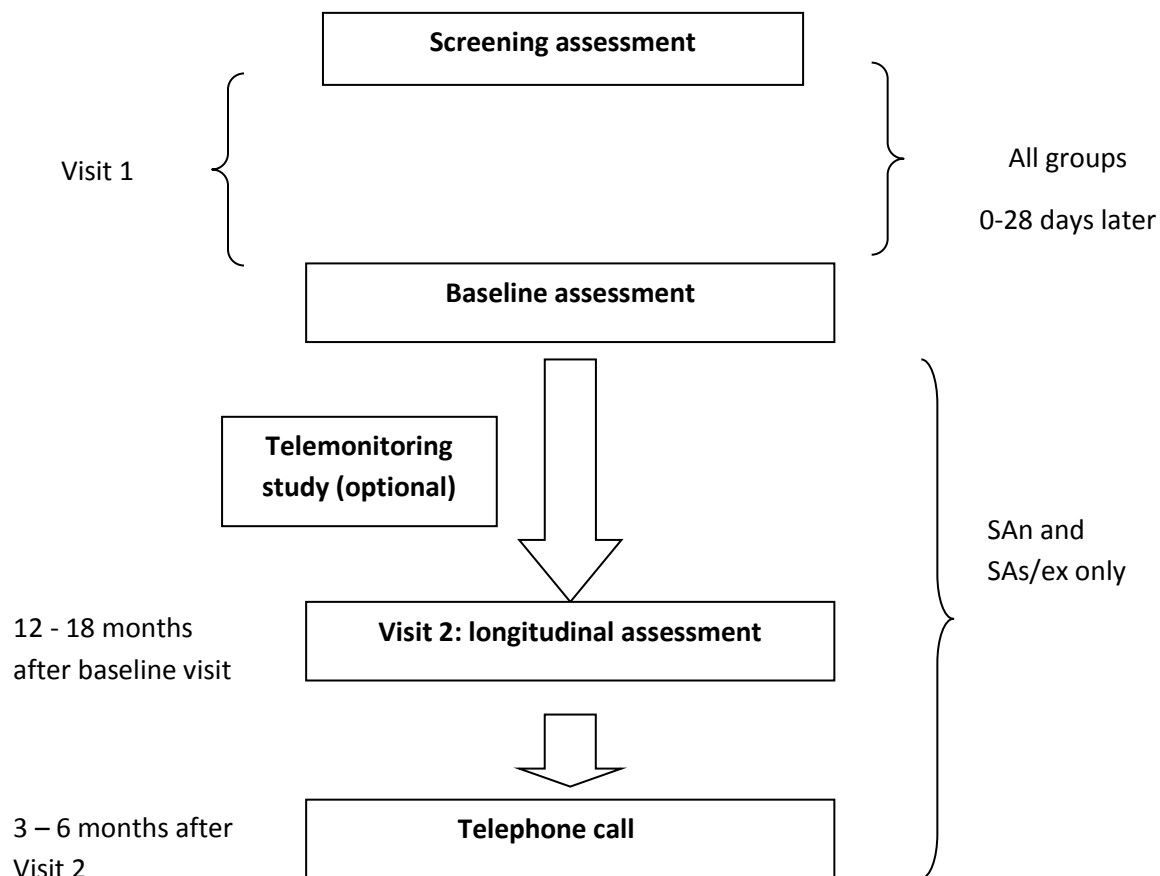 Screening assessment
Visit 1
All groups
0-28 days later
Baseline assessment
Telemonitoring
study (optional)
SAn and
SAs/ex only
12 - 18 months
after baseline visit
Visit 2: longitudinal assessment
3 – 6 months after
Visit 2
Telephone call